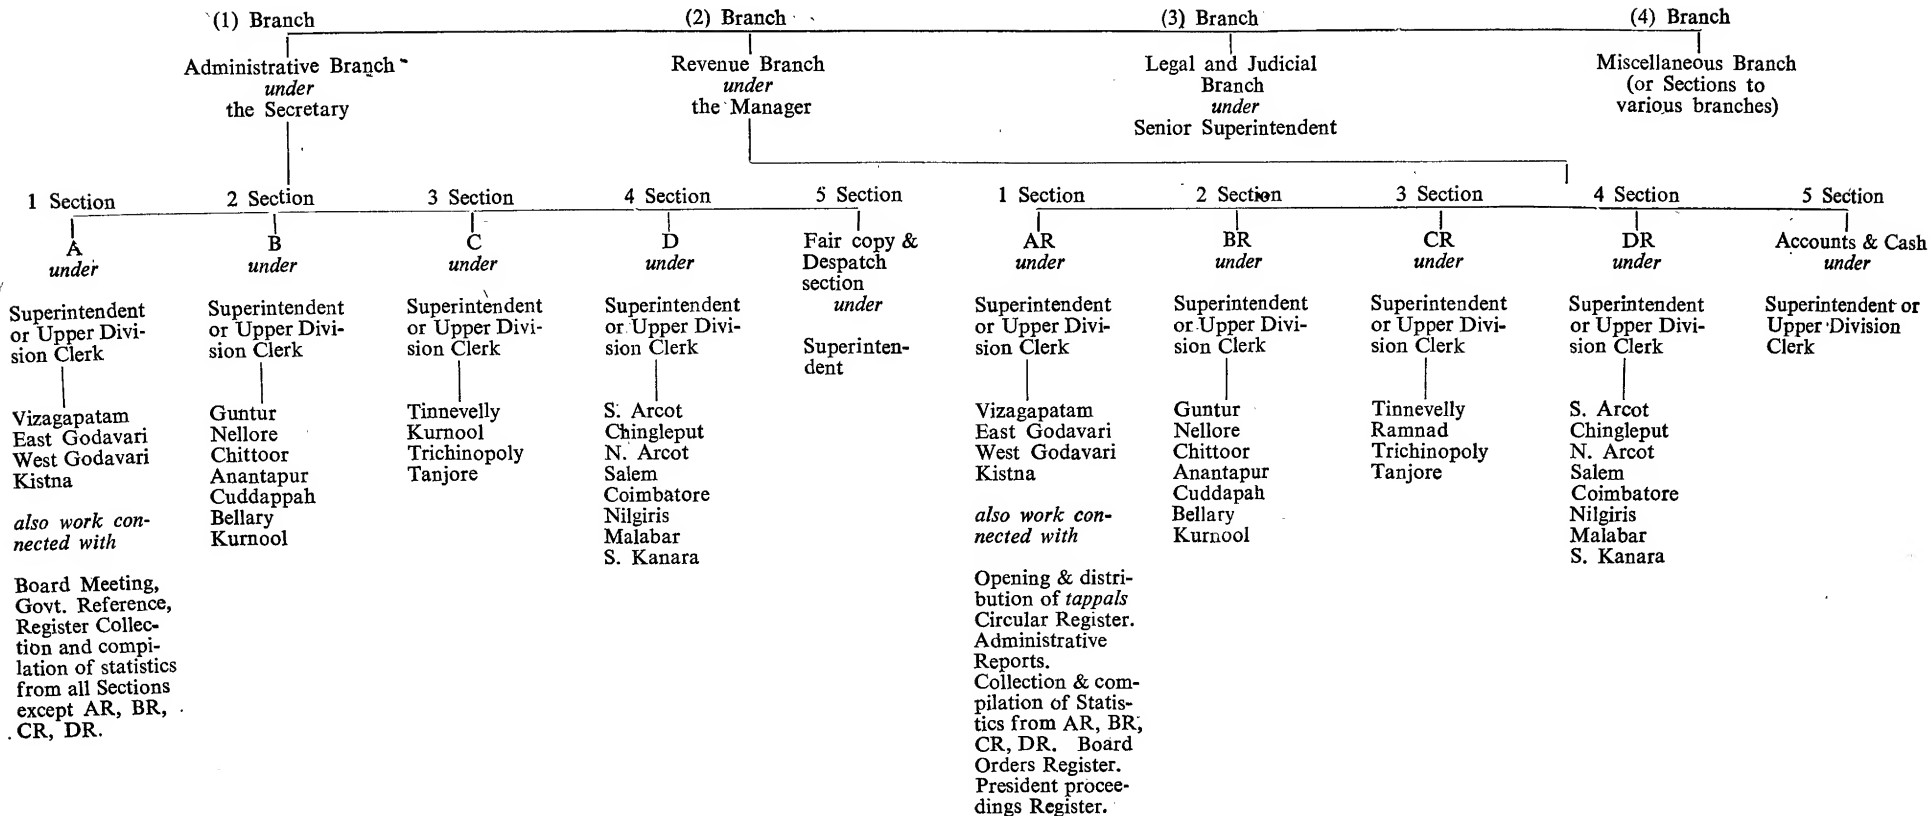 (1) Branch
(2) Branch
(3) Branch
(4) Branch
Administrative Branch
under
the Secretary
Revenue Branch
under
the Manager
Legal and Judicial
Branch
under
Senior Superintendent
Miscellaneous Branch
(or Sections to
various branches)
1 Section
A
under
Superintendent
or Upper Divi-
sion Clerk
Vizagapatam
East Godavari
West Godavari
Kistna
also work con-
nected with
Board Meeting,
Govt. Reference,
Register Collec-
tion and compi-
lation of statistics
from all Sections
except AR, BR,
CR, DR.
2 Section
B
under
Superintendent
or Upper Divi-
sion Clerk
Guntur
Nellore
Chittoor
Anantapur
Cuddappah
Bellary
Kurnool
3 Section
C
under
Superintendent
or Upper Divi-
sion Clerk
Tinnevelly
Kurnool
Trichinopoly
Tanjore
4 Section
D
under
Superintendent
or Upper Divi-
sion Clerk
S. Arcot
Chingleput
N. Arcot
Salem
Coimbatore
Nilgiris
Malabar
S. Kanara
5 Section
Fair copy &
Despatch
section
under
Superinten-
dent
1 Section
AR
under
Superintendent
or Upper Divi-
sion Clerk
Vizagapatam
East Godavari
West Godavari
Kistna
also work con-
nected with
Opening & distri-
bution of tappals
Circular Register.
Administrative
Reports.
Collection & com-
pilation of Statis-
tics from AR, BR,
CR, DR. Board
Orders Register.
President procee-
dings Register.
2 Section
BR
under
Superintendent
or Upper Divi-
sion Clerk
Guntur
Nellore
Chittoor
Anantapur
Cuddapah
Bellary
Kurnool
3 Section
CR
under
Superintendent
or Upper Divi-
sion Clerk
Tinnevelly
Ramnad
Trichinopoly
Tanjore
4 Section
DR
under
Superintendent
or Upper Divi-
sion Clerk
S. Arcot
Chingleput
N. Arcot
Salem
Coimbatore
Nilgiris
Malabar
S. Kanara
5 Section
Accounts & Cash
under
Superintendent or
Upper Division
Clerk